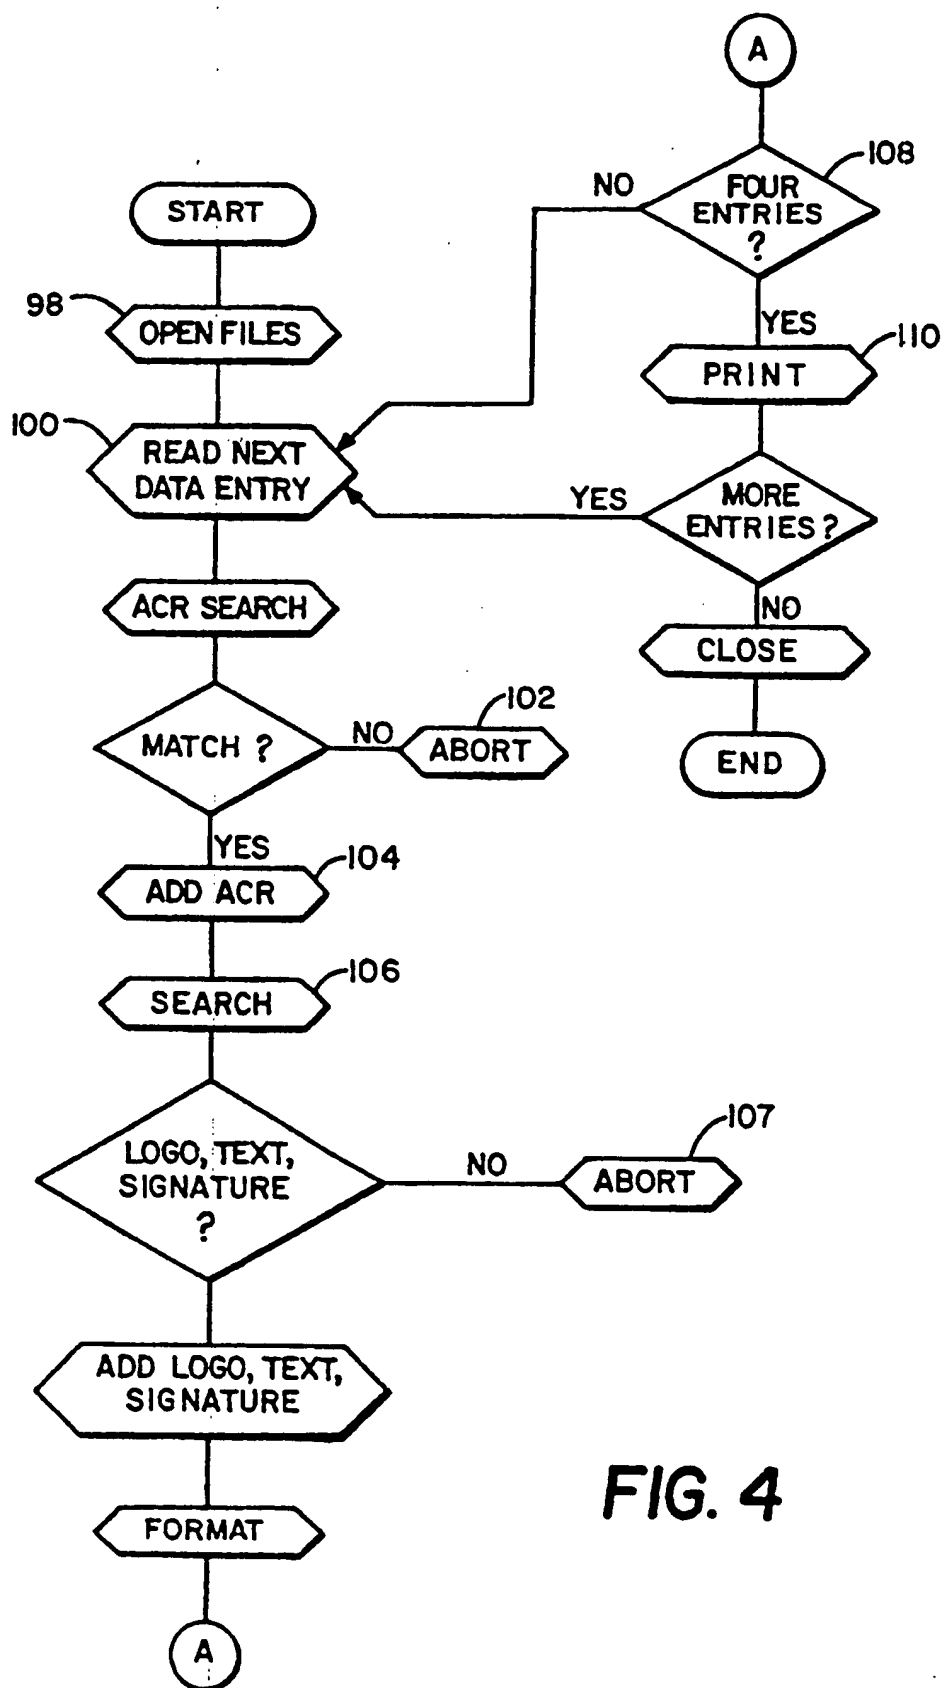 START
98
OPEN FILES
100
READ NEXT
DATA ENTRY
ACR SEARCH
MATCH ?
NO
102
ABORT
YES
104
ADD ACR
106
SEARCH
LOGO, TEXT,
SIGNATURE
?
NO
107
ABORT
ADD LOGO, TEXT,
SIGNATURE
FORMAT
A
A
108
FOUR
ENTRIES
?
NO
YES
110
PRINT
MORE
ENTRIES?
YES
NO
CLOSE
END
FIG. 4